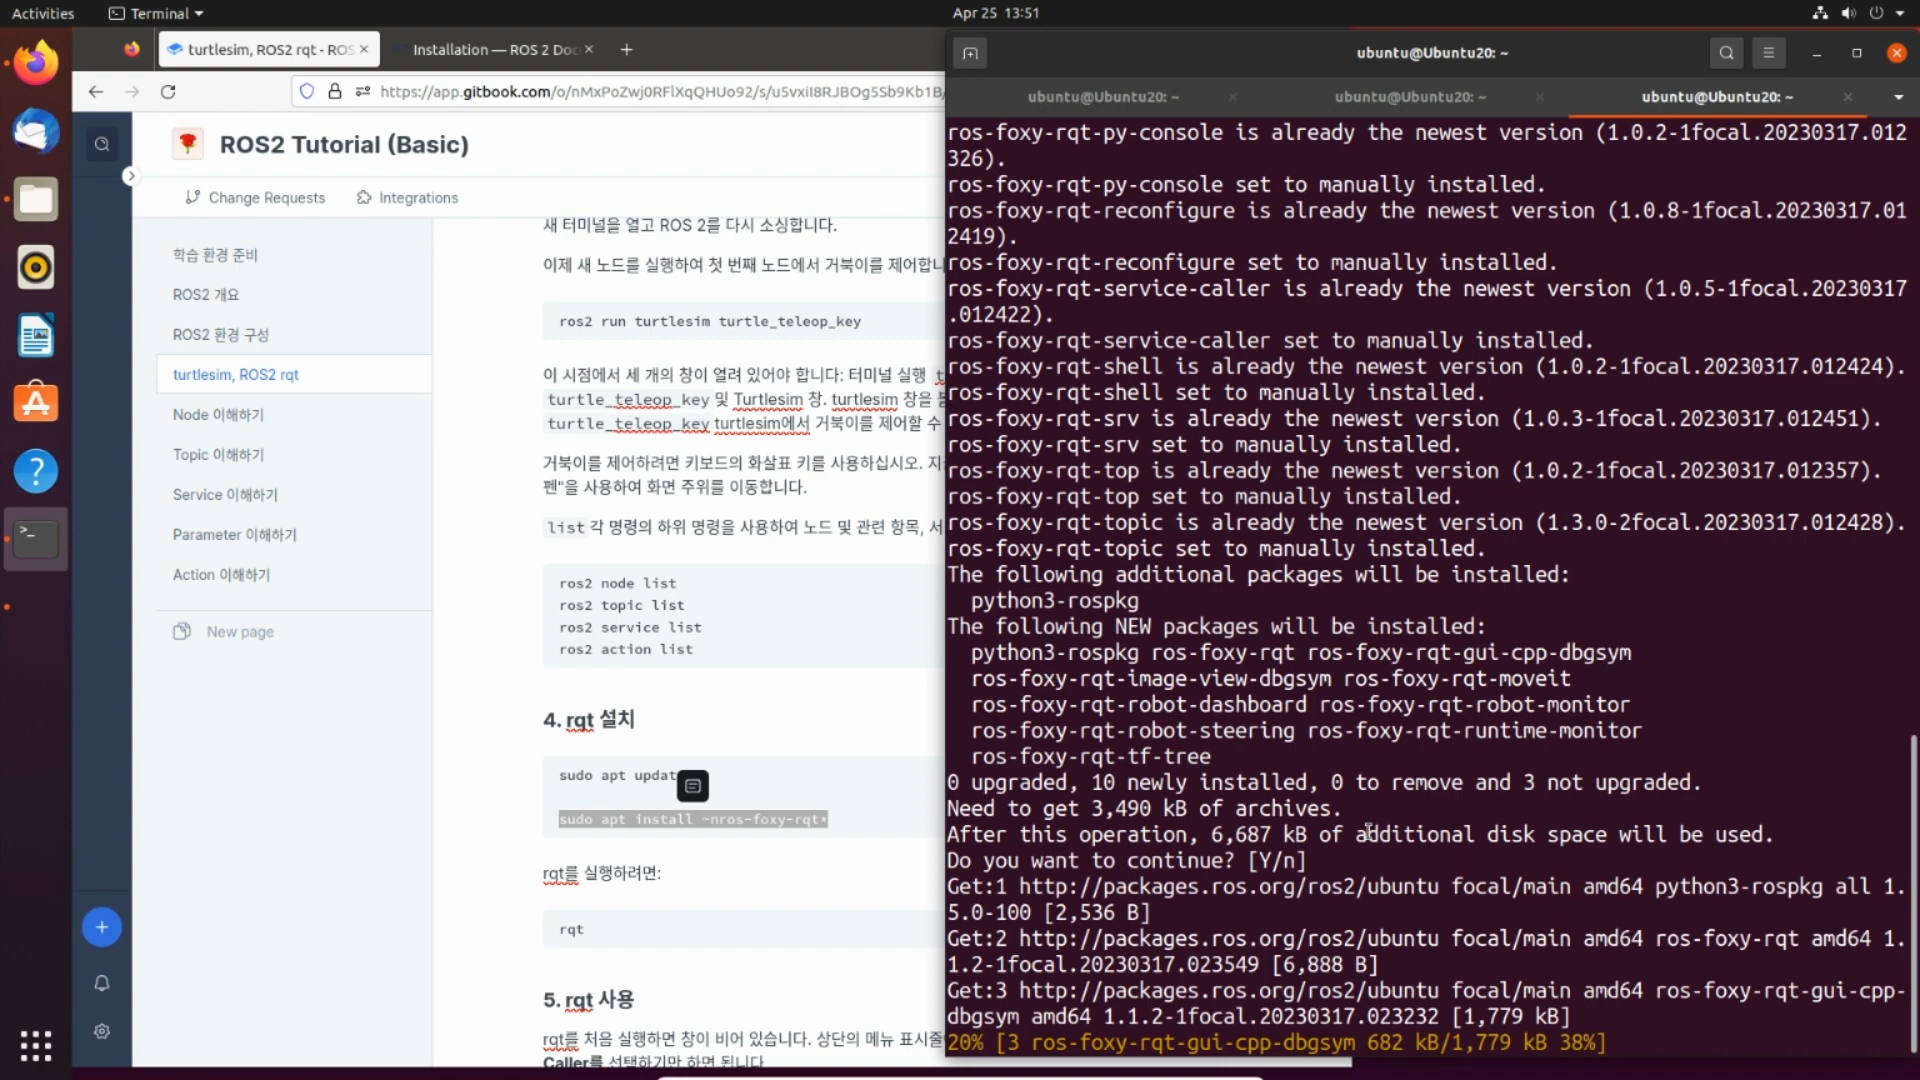 Activities
Terminal
Apr 25 13:51
turtlesim, ROS2 rqt - ROS
Installation — ROS 2 Doc
https://app.gitbook.com/o/nMxPoZwj0RFlXqQHUo92/s/u5vxiI8RJBOg5Sb9Kb1B/
ROS2 Tutorial (Basic)
Change Requests
Integrations
학습 환경 준비
ROS2 개요
ROS2 환경 구성
turtlesim, ROS2 rqt
Node 이해하기
Topic 이해하기
Service 이해하기
Parameter 이해하기
Action 이해하기
New page
새 터미널을 열고 ROS 2를 다시 소싱합니다.
이제 새 노드를 실행하여 첫 번째 노드에서 거북이를 제어합니
ros2 run turtlesim turtle_teleop_key
이 시점에서 세 개의 창이 열려 있어야 합니다: 터미널 실행 t
turtle_teleop_key 및 Turtlesim 창. turtlesim 창을 볼
turtle_teleop_key turtlesim에서 거북이를 제어할 수
거북이를 제어하려면 키보드의 화살표 키를 사용하십시오.
펜"을 사용하여 화면 주위를 이동합니다.
list 각 명령의 하위 명령을 사용하여 노드 및 관련 항목, 서
ros2 node list
ros2 topic list
ros2 service list
ros2 action list
4. rqt 설치
sudo apt updat
sudo apt install ~nros-foxy-rqt*
rqt를 실행하려면:
rqt
5. rqt 사용
rqt를 처음 실행하면 창이 비어 있습니다. 상단의 메뉴 표시줄
Caller를 선택하기만 하면 됩니다
ubuntu@Ubuntu20: ~
ubuntu@Ubuntu20: ~
ubuntu@Ubuntu20: ~
ubuntu@Ubuntu20: ~
ros-foxy-rqt-py-console is already the newest version (1.0.2-1focal.20230317.012
326).
ros-foxy-rqt-py-console set to manually installed.
ros-foxy-rqt-reconfigure is already the newest version (1.0.8-1focal.20230317.01
2419).
ros-foxy-rqt-reconfigure set to manually installed.
ros-foxy-rqt-service-caller is already the newest version (1.0.5-1focal.20230317
.012422).
ros-foxy-rqt-service-caller set to manually installed.
ros-foxy-rqt-shell is already the newest version (1.0.2-1focal.20230317.012424).
ros-foxy-rqt-shell set to manually installed.
ros-foxy-rqt-srv is already the newest version (1.0.3-1focal.20230317.012451).
ros-foxy-rqt-srv set to manually installed.
ros-foxy-rqt-top is already the newest version (1.0.2-1focal.20230317.012357).
ros-foxy-rqt-top set to manually installed.
ros-foxy-rqt-topic is already the newest version (1.3.0-2focal.20230317.012428).
ros-foxy-rqt-topic set to manually installed.
The following additional packages will be installed:
python3-rospkg
The following NEW packages will be installed:
python3-rospkg ros-foxy-rqt ros-foxy-rqt-gui-cpp-dbgsym
ros-foxy-rqt-image-view-dbgsym ros-foxy-rqt-moveit
ros-foxy-rqt-robot-dashboard ros-foxy-rqt-robot-monitor
ros-foxy-rqt-robot-steering ros-foxy-rqt-runtime-monitor
ros-foxy-rqt-tf-tree
0 upgraded, 10 newly installed, 0 to remove and 3 not upgraded.
Need to get 3,490 kB of archives.
After this operation, 6,687 kB of additional disk space will be used.
Do you want to continue? [Y/n]
Get:1 http://packages.ros.org/ros2/ubuntu focal/main amd64 python3-rospkg all 1.
5.0-100 [2,536 B]
Get:2 http://packages.ros.org/ros2/ubuntu focal/main amd64 ros-foxy-rqt amd64 1.
1.2-1focal.20230317.023549 [6,888 B]
Get:3 http://packages.ros.org/ros2/ubuntu focal/main amd64 ros-foxy-rqt-gui-cpp-
dbgsym amd64 1.1.2-1focal.20230317.023232 [1,779 kB]
20% [3 ros-foxy-rqt-gui-cpp-dbgsym 682 kB/1,779 kB 38%]